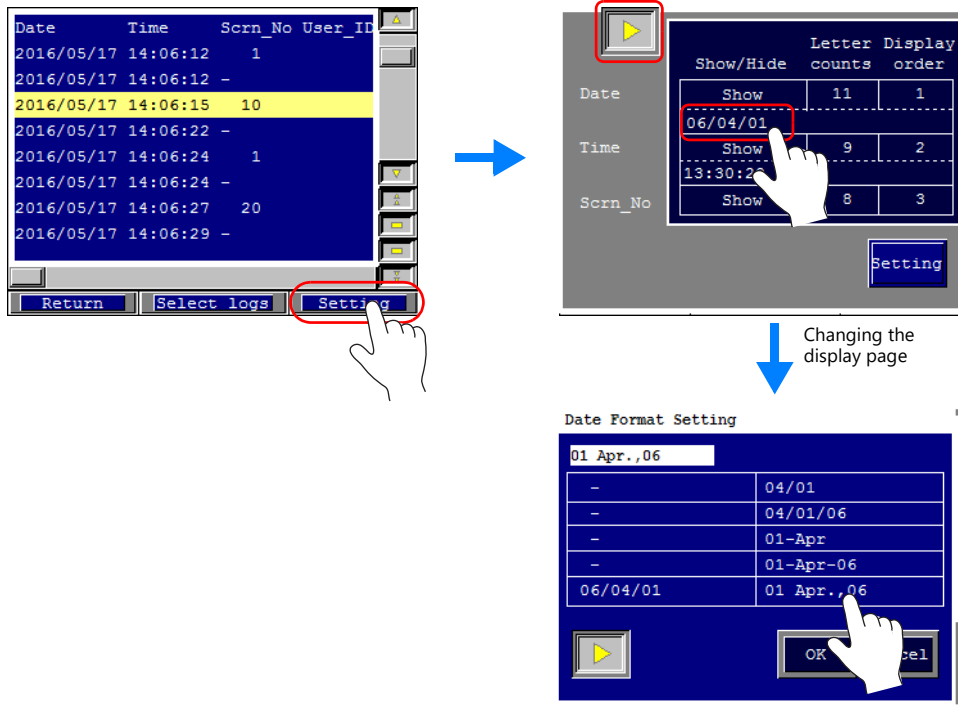 Date Time Scrn_No User_ID
2016/05/17 14:06:12 1
2016/05/17 14:06:12 -
2016/05/17 14:06:15 10
2016/05/17 14:06:22 -
2016/05/17 14:06:24 1
2016/05/17 14:06:24 -
2016/05/17 14:06:27 20
2016/05/17 14:06:29 -
Return Select logs Setting
Letter Display
Show/Hide counts order
Date Show 11 1
06/04/01
Time Show 9 2
13:30:2
Scrn_No Show 8 3
Setting
Changing the
display page
Date Format Setting
01 Apr.,06
- 04/01
- 04/01/06
- 01-Apr
- 01-Apr-06
06/04/01 01 Apr.,06
OK cel